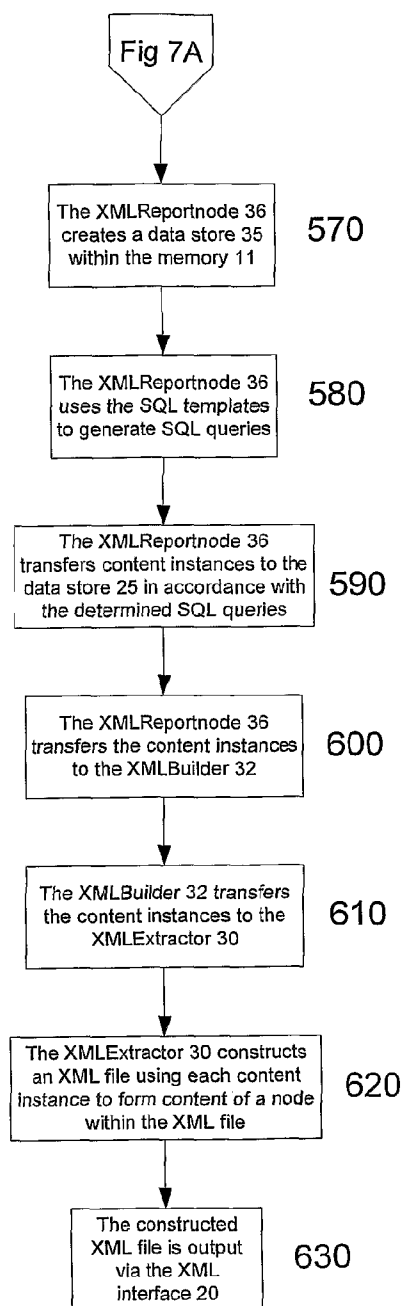 Fig 7A
The XMLReportnode 36
creates a data store 35
within the memory 11
570
The XMLReportnode 36
uses the SQL templates
to generate SQL queries
580
The XMLReportnode 36
transfers content instances to the
data store 25 in accordance with
the determined SQL queries
590
The XMLReportnode 36
transfers the content instances
to the XMLBuilder 32
600
The XMLBuilder 32 transfers
the content instances to the
XMLExtractor 30
610
The XMLExtractor 30 constructs
an XML file using each content
instance to form content of a node
within the XML file
620
The constructed
XML file is output
via the XML
interface 20
630